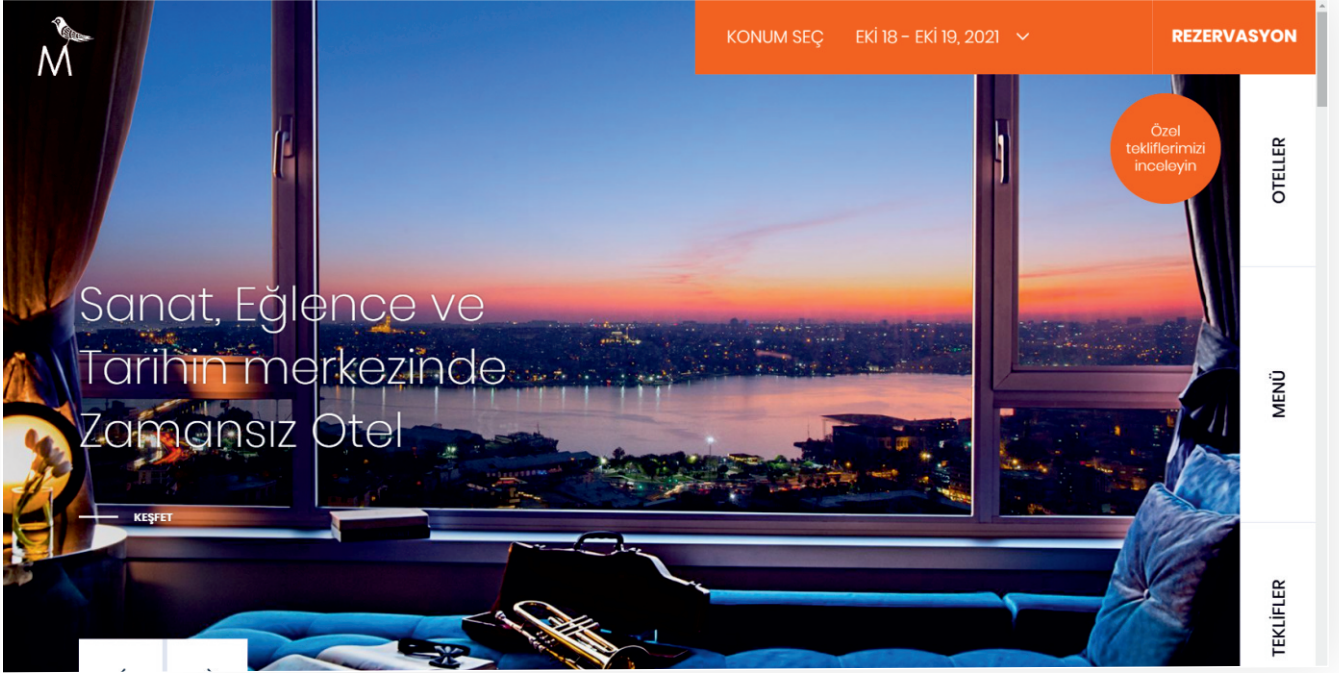 M
KONUM SEÇ
EKİ 18 - EKİ 19, 2021
REZERVASYON
Özel
tekliflerimizi
inceleyin
OTELLER
MENÜ
TEKLİFLER
Sanat, Eğlence ve
Tarihin merkezinde
Zamansız Otel
KEŞFET